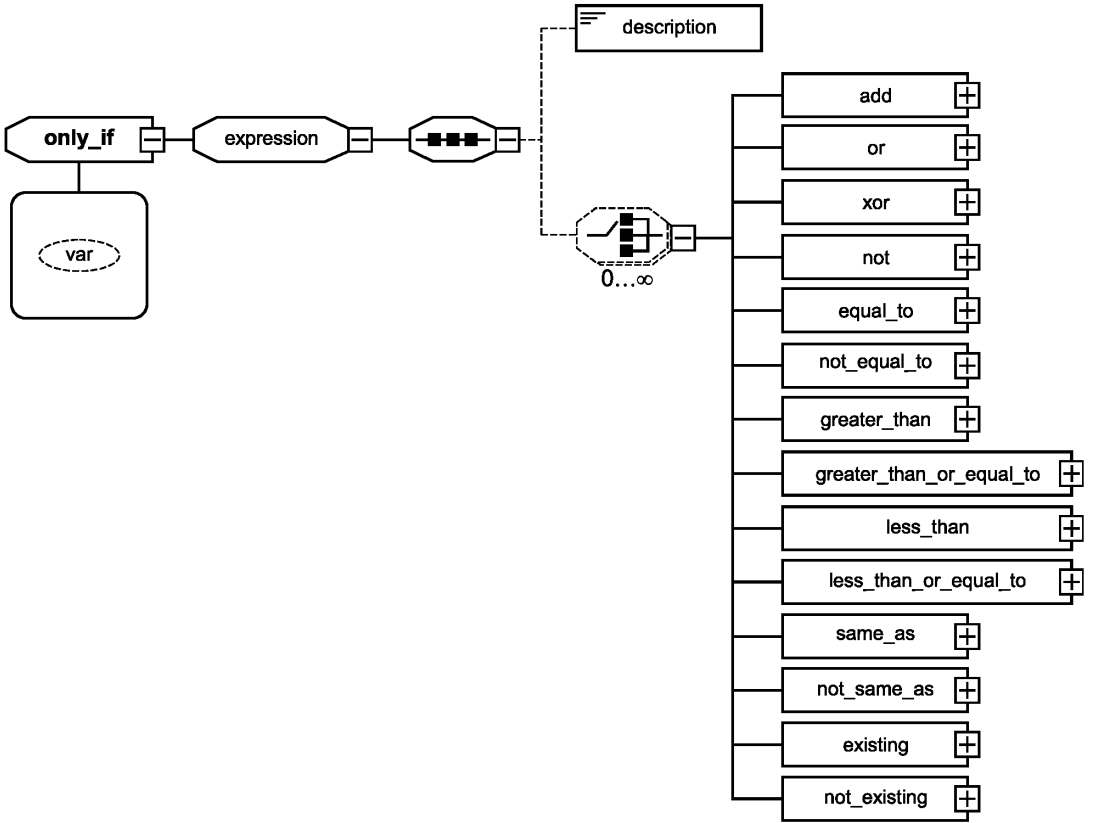 description
only_if
expression
var
0...∞
add
or
xor
not
equal_to
not_equal_to
greater_than
greater_than_or_equal_to
less_than
less_than_or_equal_to
same_as
not_same_as
existing
not_existing